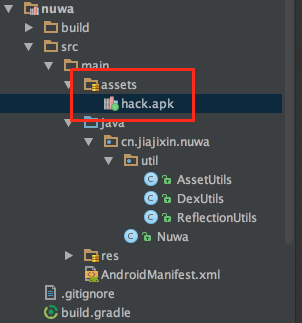 nuwa
build
src
main
assets
hack.apk
java
cn.jiajixin.nuwa
util
AssetUtils
DexUtils
ReflectionUtils
Nuwa
res
AndroidManifest.xml
.gitignore
build.gradle